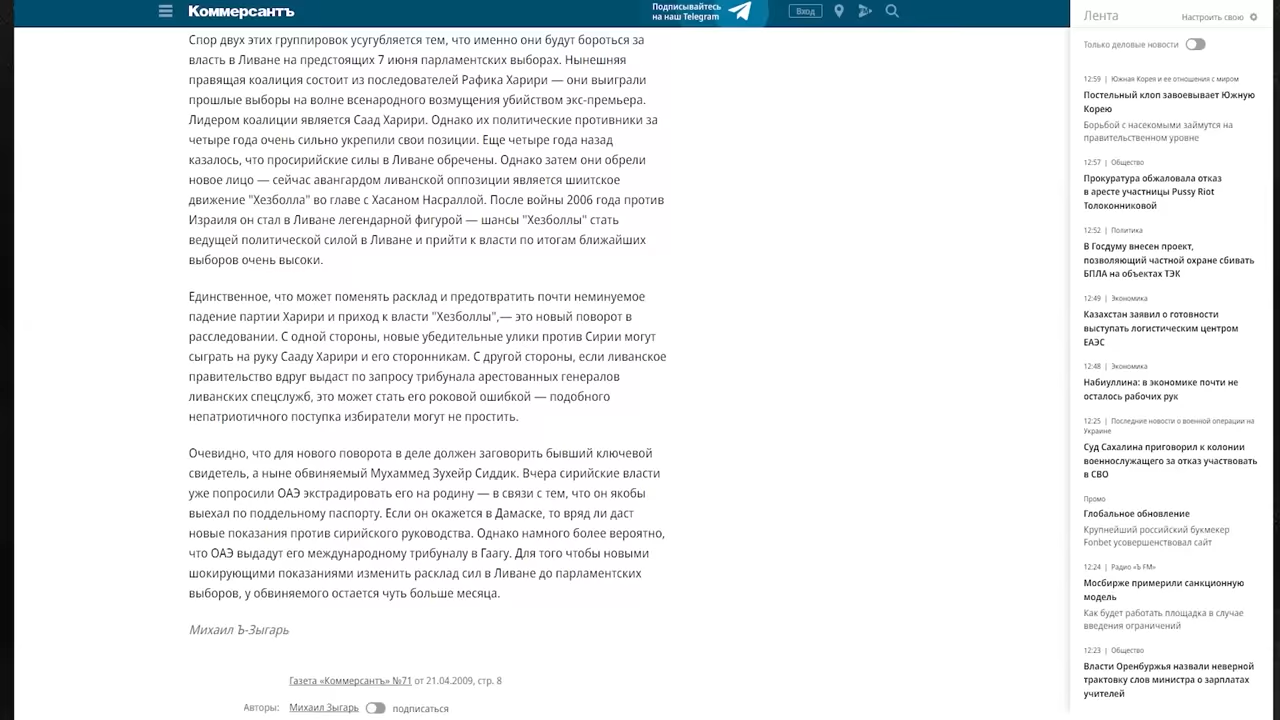 Коммерсантъ
Подписывайтесь
на наш Telegram
Вход
Спор двух этих группировок усугубляется тем, что именно они будут бороться за
власть в Ливане на предстоящих 7 июня парламентских выборах. Нынешняя
правящая коалиция состоит из последователей Рафика Харири — они выиграли
прошлые выборы на волне всенародного возмущения убийством экс-премьера.
Лидером коалиции является Саад Харири. Однако их политические противники за
четыре года очень сильно укрепили свои позиции. Еще четыре года назад
казалось, что просирийские силы в Ливане обречены. Однако затем они обрели
новое лицо — сейчас авангардом ливанской оппозиции является шиитское
движение "Хезболла" во главе с Хасаном Насраллой. После войны 2006 года против
Израиля он стал в Ливане легендарной фигурой — шансы "Хезболлы" стать
ведущей политической силой в Ливане и прийти к власти по итогам ближайших
выборов очень высоки.
Единственное, что может поменять расклад и предотвратить почти неминуемое
падение партии Харири и приход к власти "Хезболлы",— это новый поворот в
расследовании. С одной стороны, новые убедительные улики против Сирии могут
сыграть на руку Сааду Харири и его сторонникам. С другой стороны, если ливанское
правительство вдруг выдаст по запросу трибунала арестованных генералов
ливанских спецслужб, это может стать его роковой ошибкой — подобного
непатриотичного поступка избиратели могут не простить.
Очевидно, что для нового поворота в деле должен заговорить бывший ключевой
свидетель, а ныне обвиняемый Мухаммед Зухейр Сиддик. Вчера сирийские власти
уже попросили ОАЭ экстрадировать его на родину — в связи с тем, что он якобы
выехал по поддельному паспорту. Если он окажется в Дамаске, то вряд ли даст
новые показания против сирийского руководства. Однако намного более вероятно,
что ОАЭ выдадут его международному трибуналу в Гаагу. Для того чтобы новыми
шокирующими показаниями изменить расклад сил в Ливане до парламентских
выборов, у обвиняемого остается чуть больше месяца.
Михаил Ъ-Зыгарь
Газета «Коммерсантъ» №71 от 21.04.2009, стр. 8
Авторы: Михаил Зыгарь подписаться
Лента Настроить свою
Только деловые новости
12:59 | Южная Корея и ее отношения с миром
Постельный клоп завоевывает Южную
Корею
Борьбой с насекомыми займутся на
правительственном уровне
12:57 | Общество
Прокуратура обжаловала отказ
в аресте участницы Pussy Riot
Толоконниковой
12:52 | Политика
В Госдуму внесен проект,
позволяющий частной охране сбивать
БПЛА на объектах ТЭК
12:49 | Экономика
Казахстан заявил о готовности
выступать логистическим центром
ЕАЭС
12:48 | Экономика
Набиуллина: в экономике почти не
осталось рабочих рук
12:25 | Последние новости о военной операции на
Украине
Суд Сахалина приговорил к колонии
военнослужащего за отказ участвовать
в СВО
Промо
Глобальное обновление
Крупнейший российский букмекер
Fonbet усовершенствовал сайт
12:24 | Радио «Ъ FM»
Мосбирже примерили санкционную
модель
Как будет работать площадка в случае
введения ограничений
12:23 | Общество
Власти Оренбуржья назвали неверной
трактовку слов министра о зарплатах
учителей